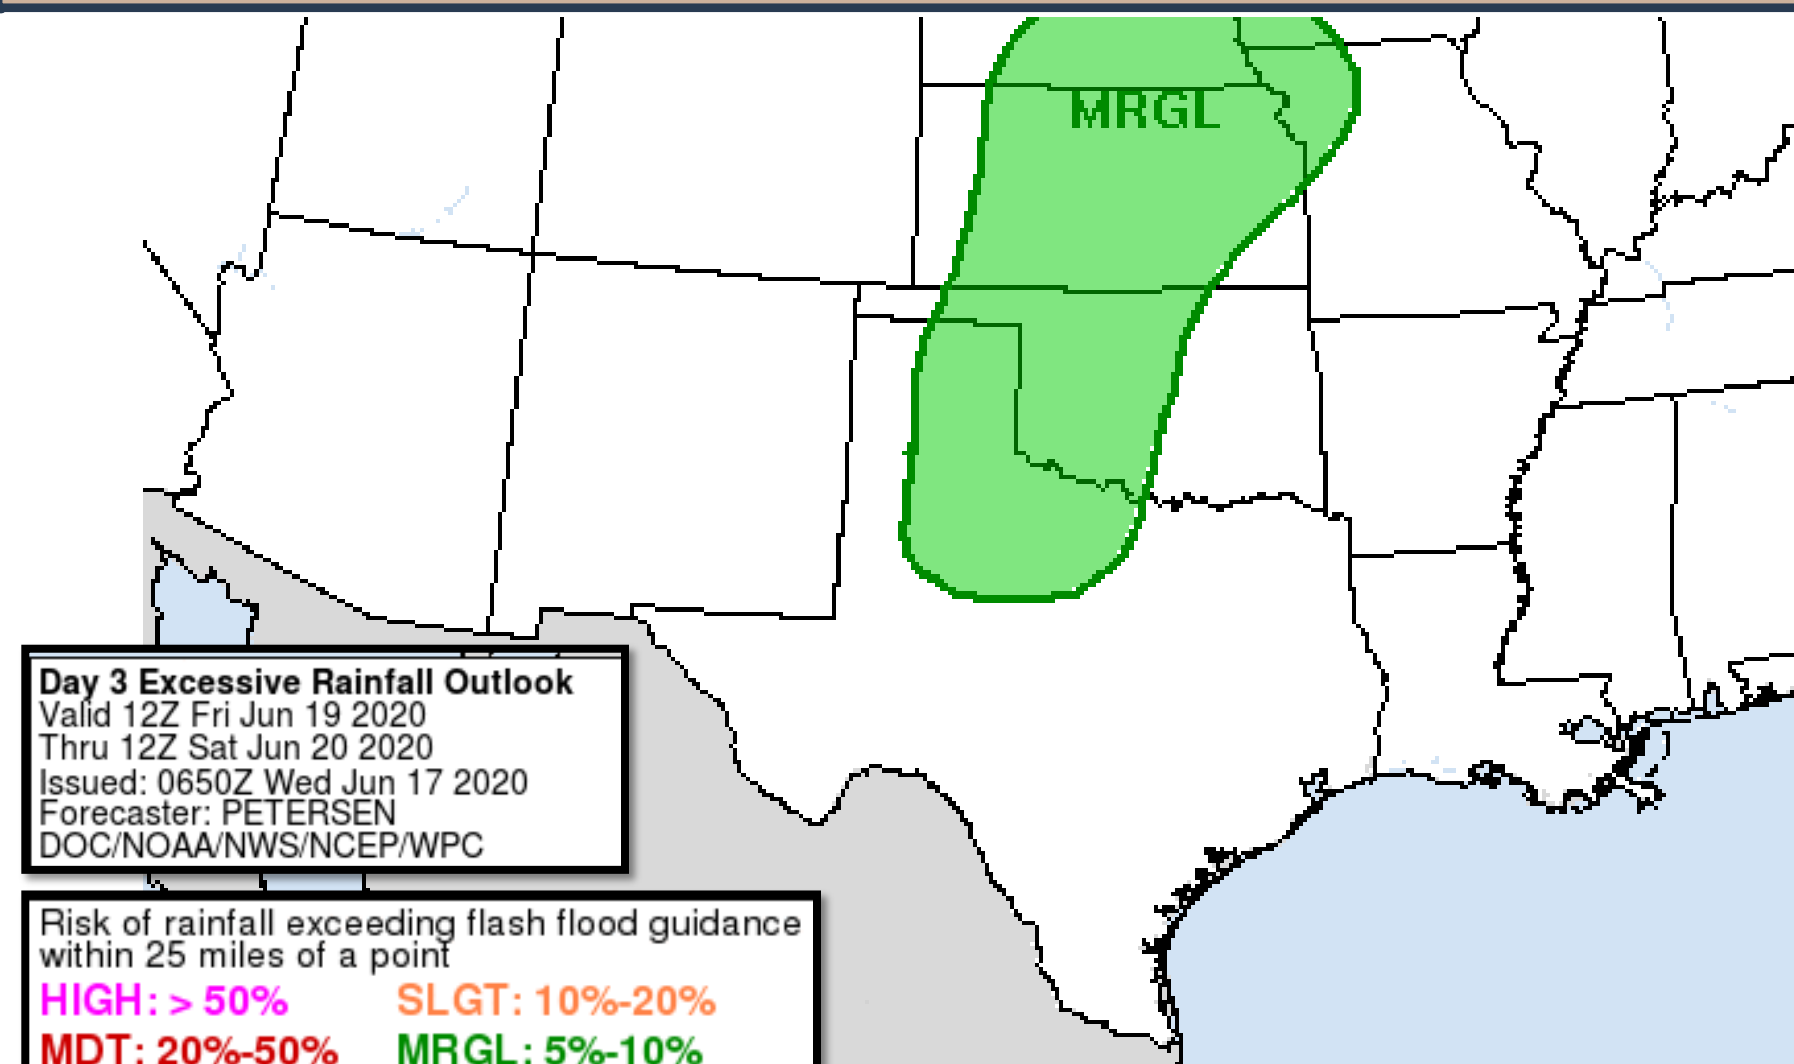 MRGL
Day 3 Excessive Rainfall Outlook
Valid 12Z Fri Jun 19 2020
Thru 12Z Sat Jun 20 2020
Issued: 0650Z Wed Jun 17 2020
Forecaster: PETERSEN
DOC/NOAA/NWS/NCEP/WPC
Risk of rainfall exceeding flash flood guidance
within 25 miles of a point
HIGH: > 50% SLGT: 10%-20%
MDT: 20%-50% MRGL: 5%-10%